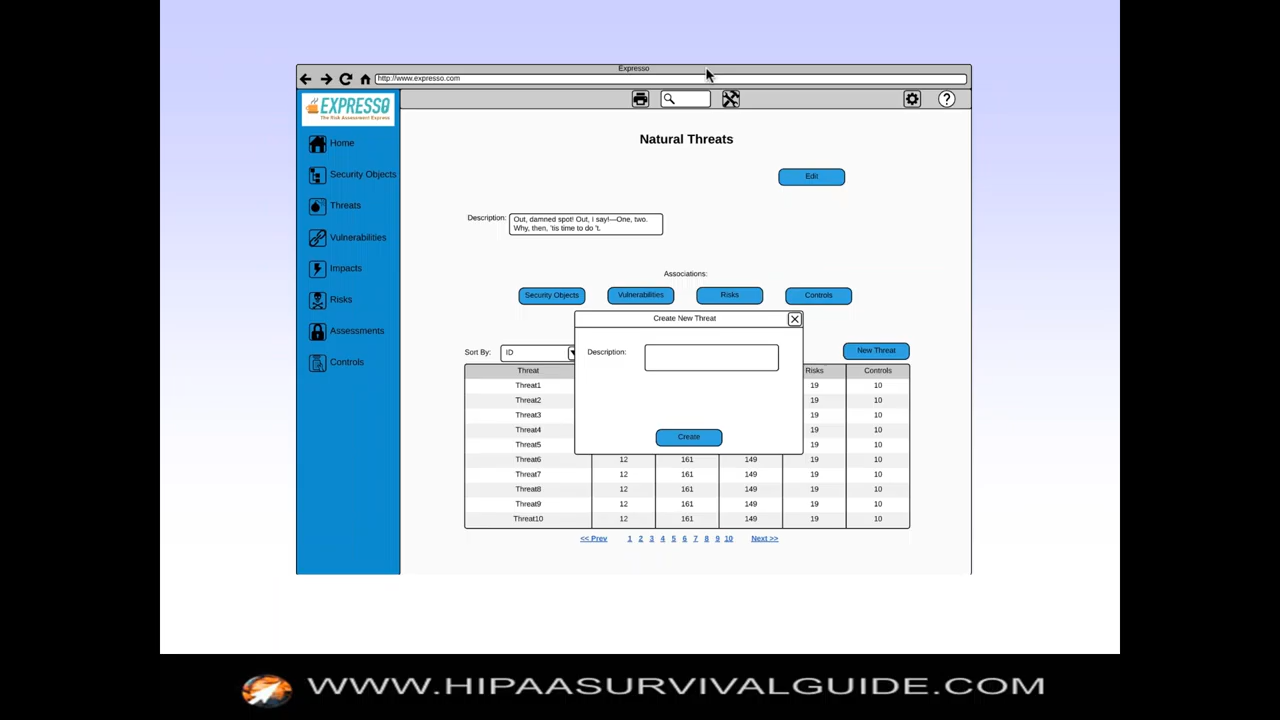 Expresso
http://www.expresso.com
EXPRESSO
The Risk Assessment Express
Home
Security Objects
Threats
Vulnerabilities
Impacts
Risks
Assessments
Controls
Natural Threats
Edit
Description: Out, damned spot! Out, I say!—One, two.
Why, then, 'tis time to do 't.
Associations:
Security Objects Vulnerabilities Risks Controls
Create New Threat
Description:
Create
Sort By: ID New Threat
Threat Risks Controls
Threat1 19 10
Threat2 19 10
Threat3 19 10
Threat4 19 10
Threat5 19 10
Threat6 12 161 149 19 10
Threat7 12 161 149 19 10
Threat8 12 161 149 19 10
Threat9 12 161 149 19 10
Threat10 12 161 149 19 10
<< Prev 1 2 3 4 5 6 7 8 9 10 Next >>
WWW.HIPAASURVIVALGUIDE.COM